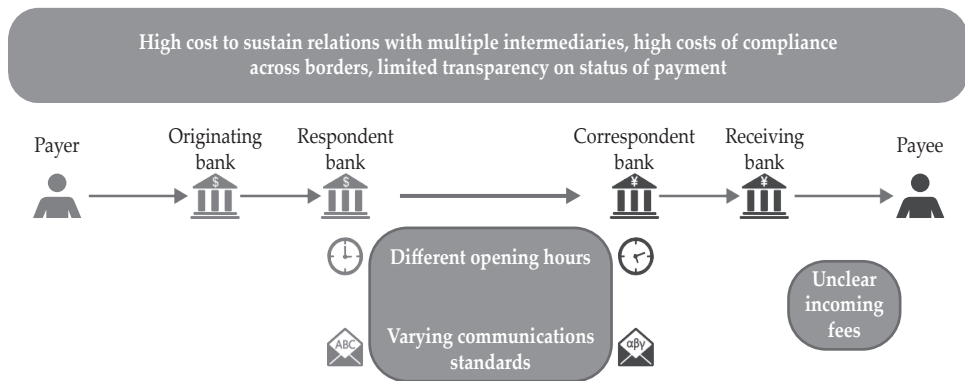 High cost to sustain relations with multiple intermediaries, high costs of compliance
across borders, limited transparency on status of payment
Payer
Originating
bank
Respondent
bank
Correspondent
bank
Receiving
bank
Payee
$
$
¥
¥
Different opening hours
Unclear
incoming
fees
ABC
Varying communications
standards
αβγ